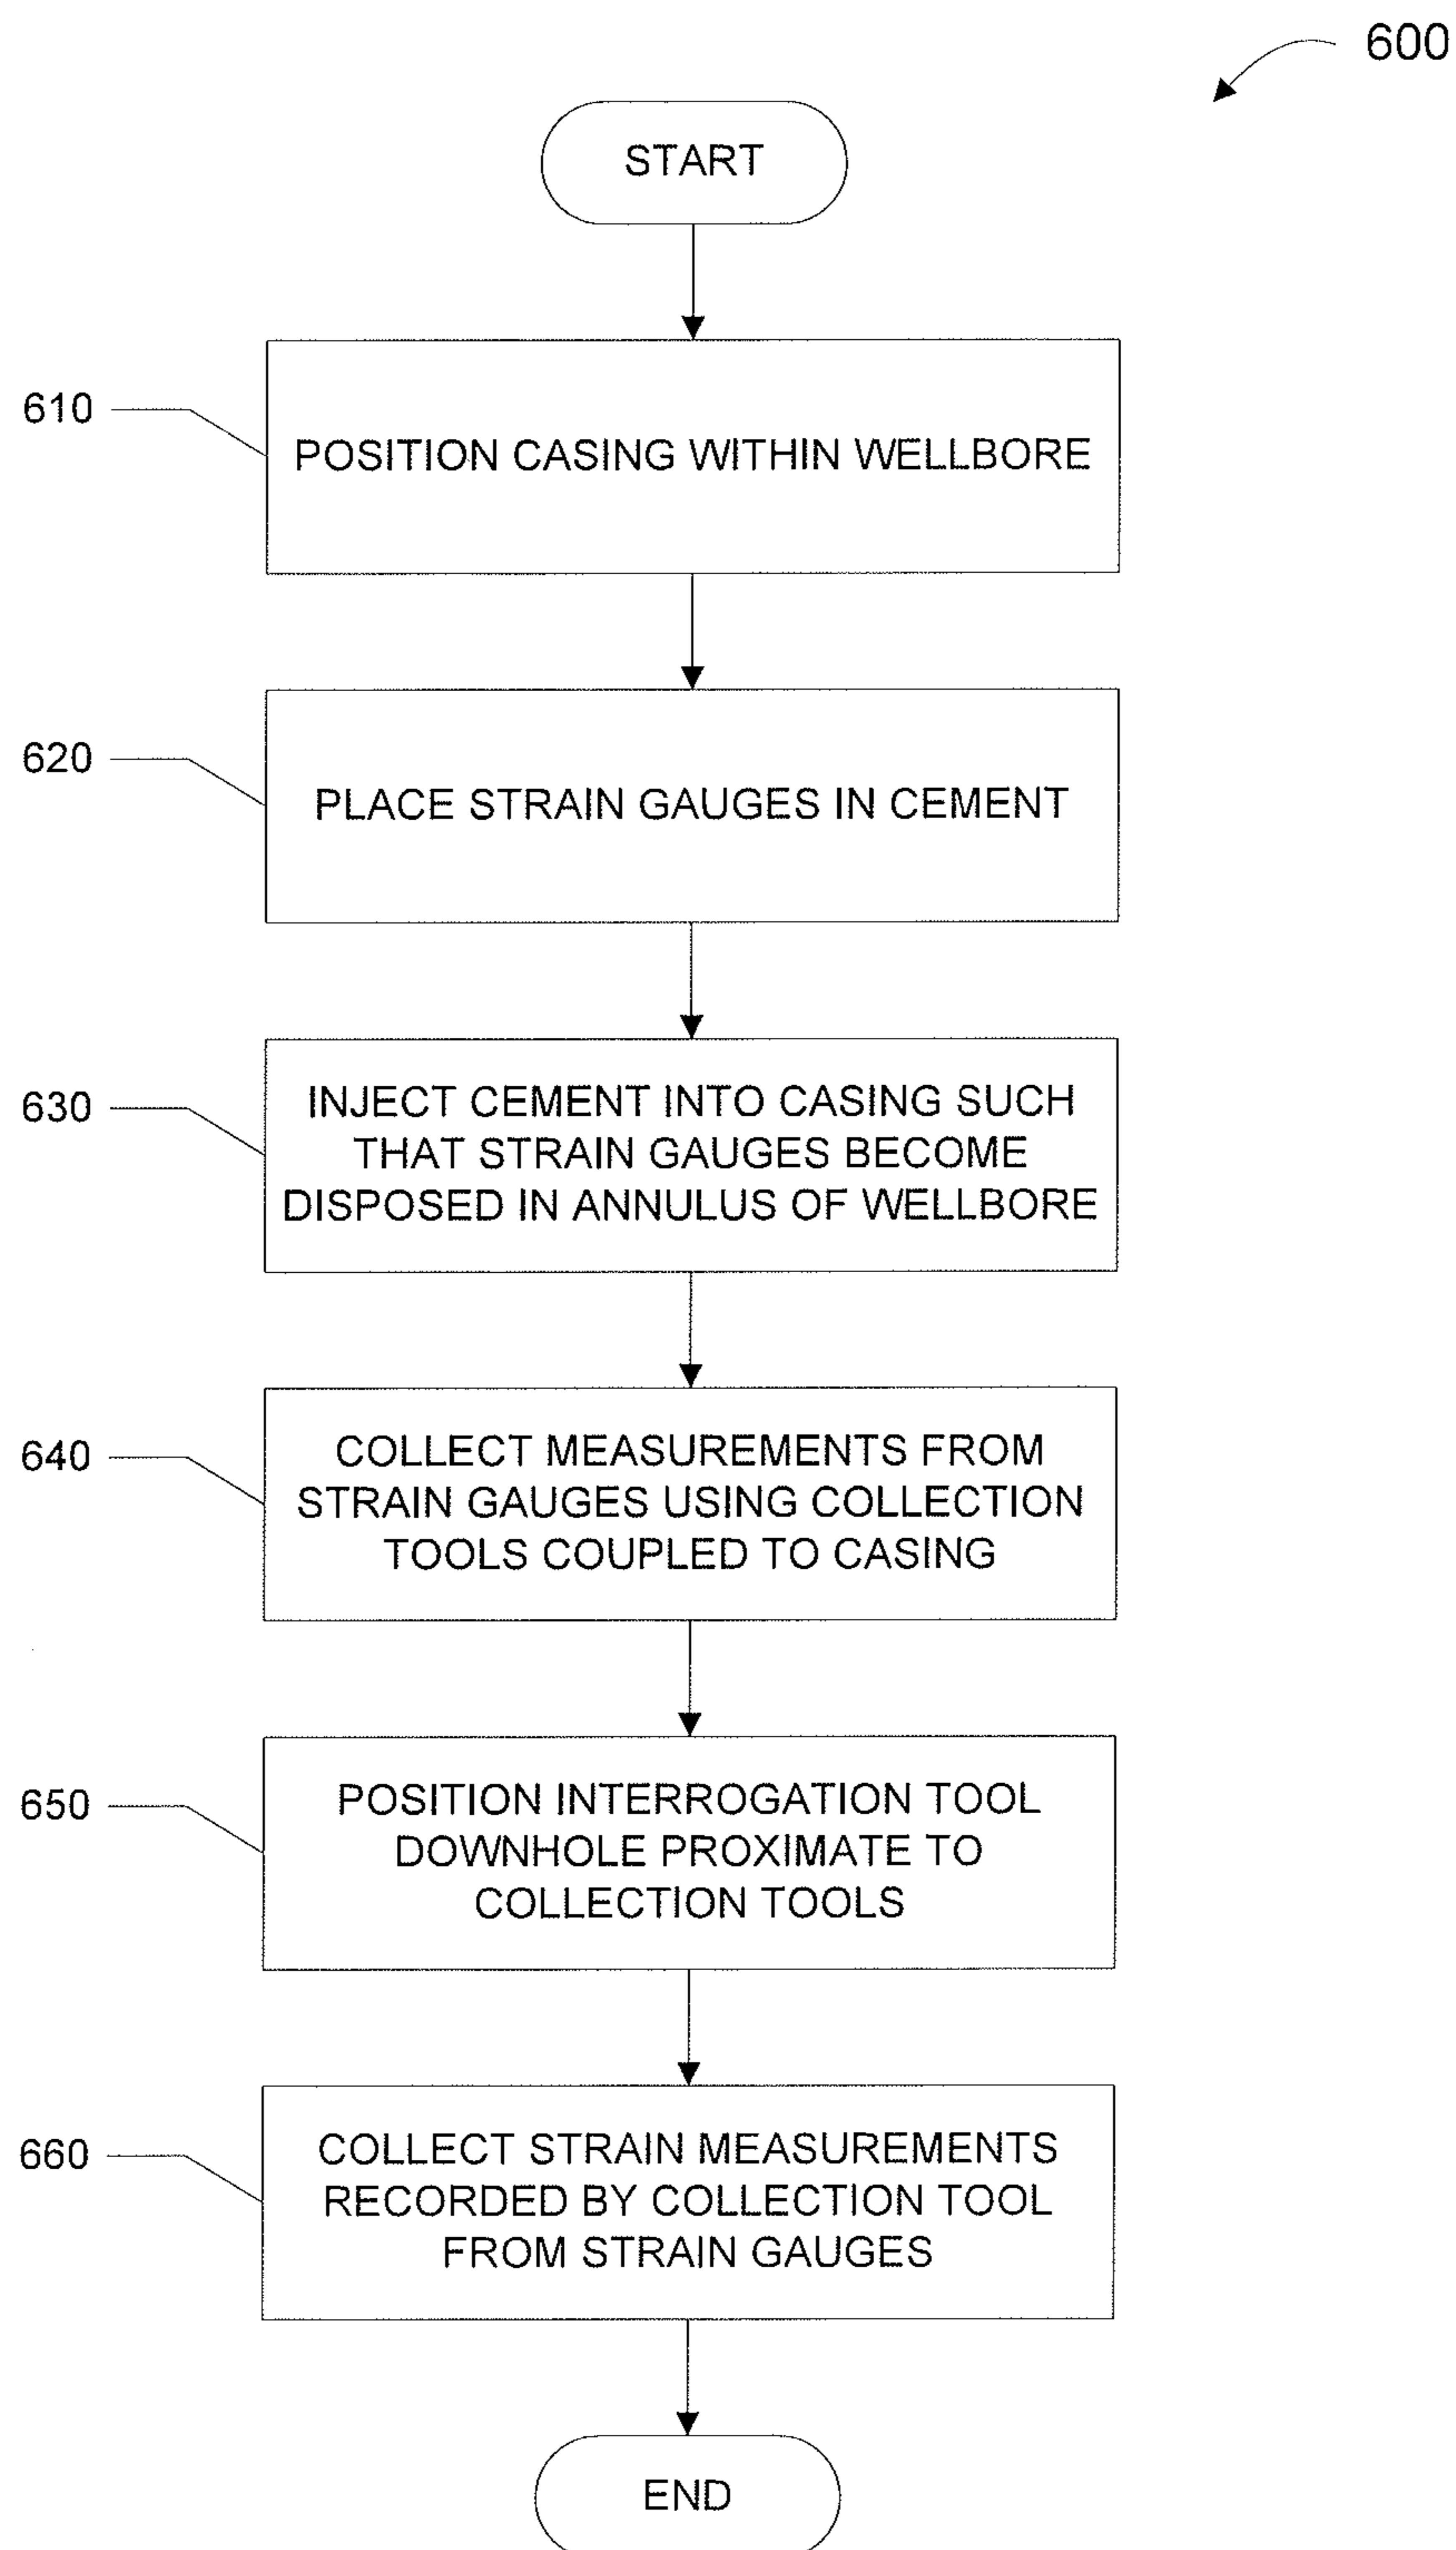 600
START
610
POSITION CASING WITHIN WELLBORE
620
PLACE STRAIN GAUGES IN CEMENT
630
INJECT CEMENT INTO CASING SUCH
THAT STRAIN GAUGES BECOME
DISPOSED IN ANNULUS OF WELLBORE
640
COLLECT MEASUREMENTS FROM
STRAIN GAUGES USING COLLECTION
TOOLS COUPLED TO CASING
650
POSITION INTERROGATION TOOL
DOWNHOLE PROXIMATE TO
COLLECTION TOOLS
660
COLLECT STRAIN MEASUREMENTS
RECORDED BY COLLECTION TOOL
FROM STRAIN GAUGES
END